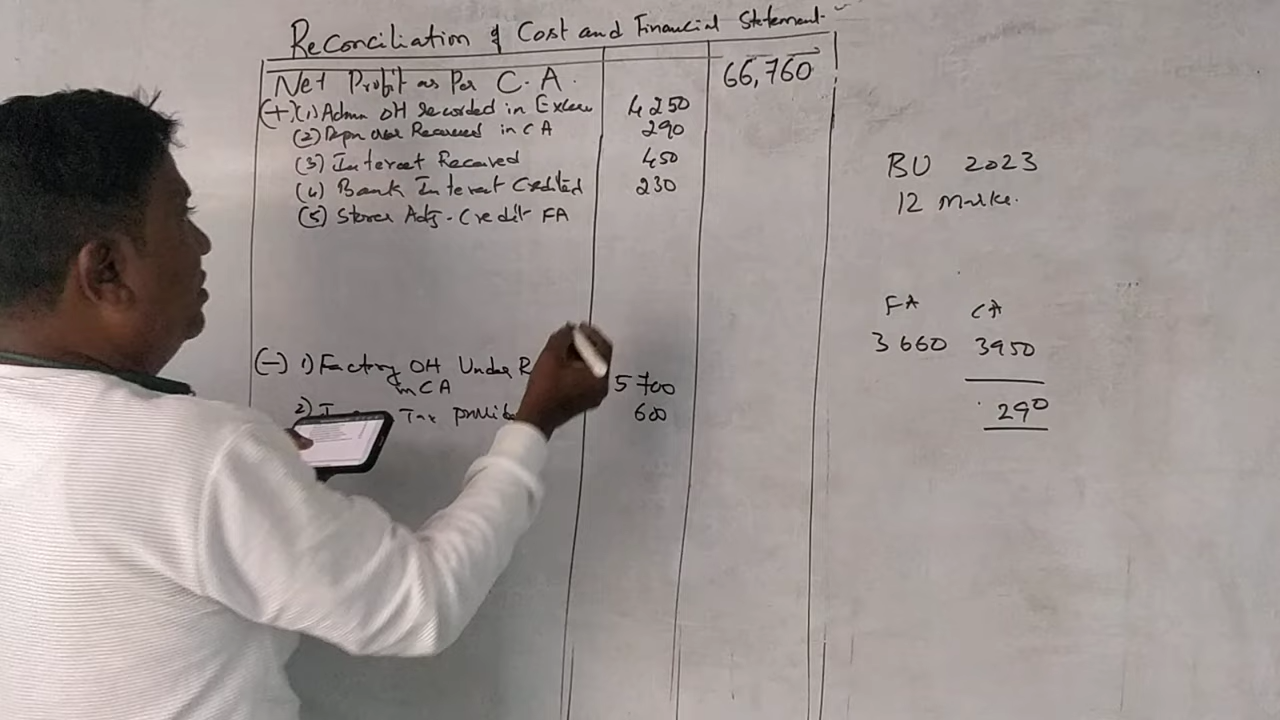 Reconciliation of Cost and Financial Statement.
Net Profit as Per C.A. 66,760
(+) (1) Admn OH recorded in Excess 4250
(2) Depn Over Recovered in CA 290
(3) Interest Received 450
(4) Bank Interest Credited 230
(5) Stores Adj. Credit FA
(-) 1) Factory OH Under R
in CA 5700
2) I Tax 600
BU 2023
12 Marks.
FA CA
3660 3950
290